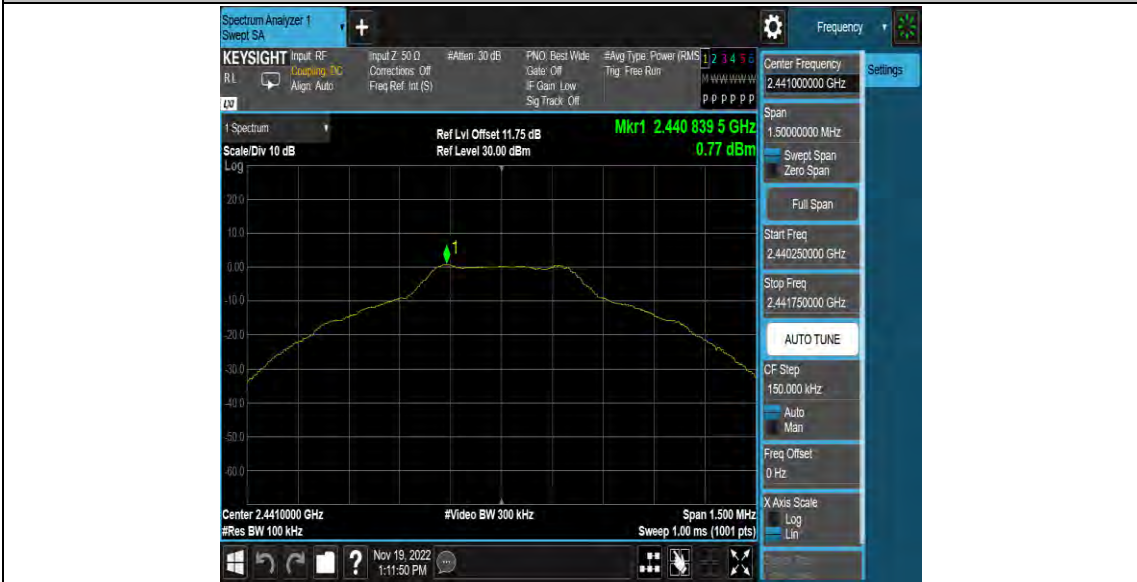 Spectrum Analyzer 1
Swept SA
Frequency
KEYSIGHT
R L
LXI
Input: RF
Coupling: DC
Align: Auto
Input Z: 50 Ω
Corrections: Off
Freq Ref: Int (S)
#Atten: 30 dB
PNO: Best Wide
Gate: Off
IF Gain: Low
Sig Track: Off
#Avg Type: Power (RMS
Trig: Free Run
1 2 3 4 5 6
M W W W W W
P P P P P P
Center Frequency
2.441000000 GHz
Settings
Span
1.50000000 MHz
Swept Span
Zero Span
Full Span
Start Freq
2.440250000 GHz
Stop Freq
2.441750000 GHz
AUTO TUNE
CF Step
150.000 kHz
Auto
Man
Freq Offset
0 Hz
X Axis Scale
Log
Lin
1 Spectrum
Scale/Div 10 dB
Ref Lvl Offset 11.75 dB
Ref Level 30.00 dBm
Mkr1 2.440 839 5 GHz
0.77 dBm
Log
20.0
10.0
0.00
-10.0
-20.0
-30.0
-40.0
-50.0
-60.0
1
Center 2.4410000 GHz
#Res BW 100 kHz
#Video BW 300 kHz
Span 1.500 MHz
Sweep 1.00 ms (1001 pts)
?
Nov 19, 2022
1:11:50 PM